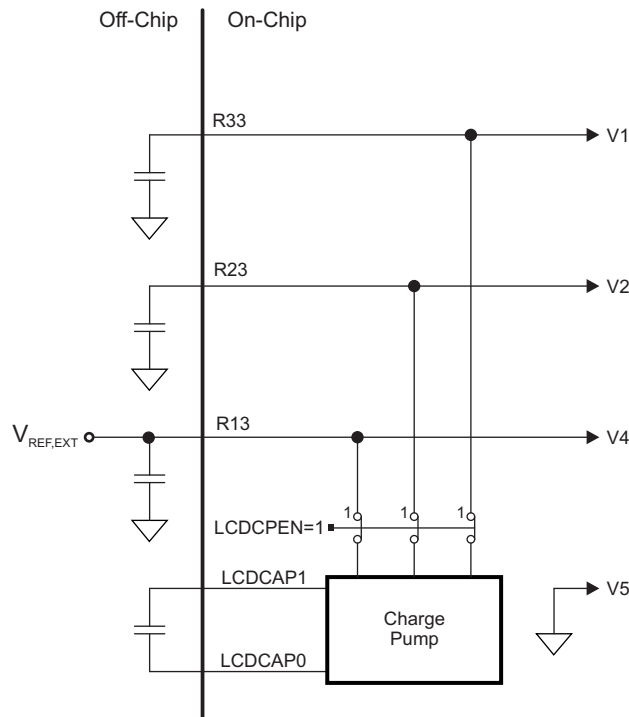 Off-Chip
On-Chip
R33
V1
R23
V2
V REF,EXT
R13
V4
1
1
1
LCDCPEN=1
LCDCAP1
V5
Charge
Pump
LCDCAP0